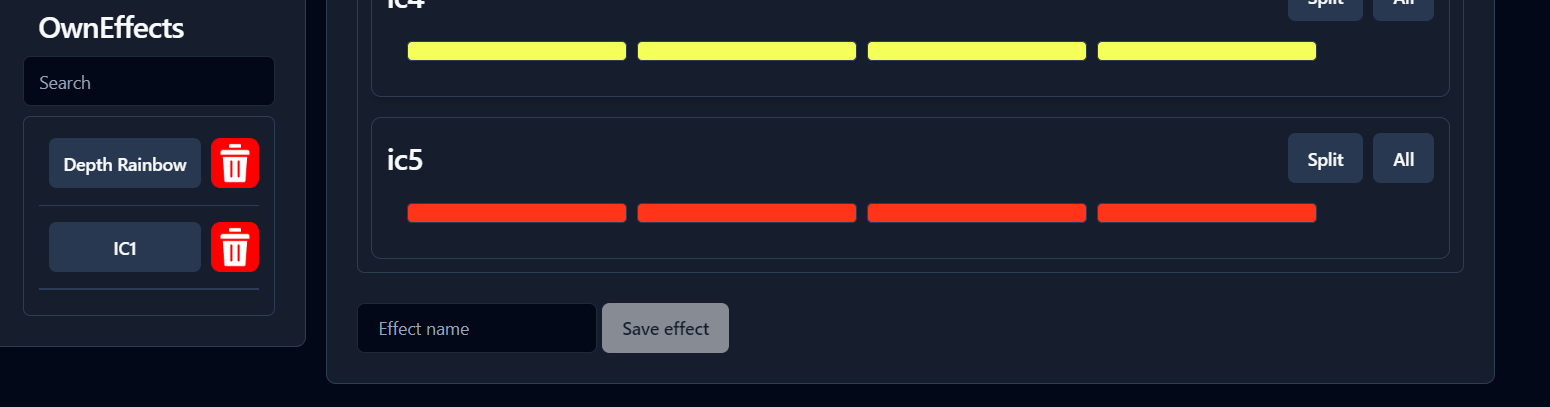 OwnEffects
Search
Depth Rainbow
IC1
ic4
Split
All
ic5
Split
All
Effect name
Save effect